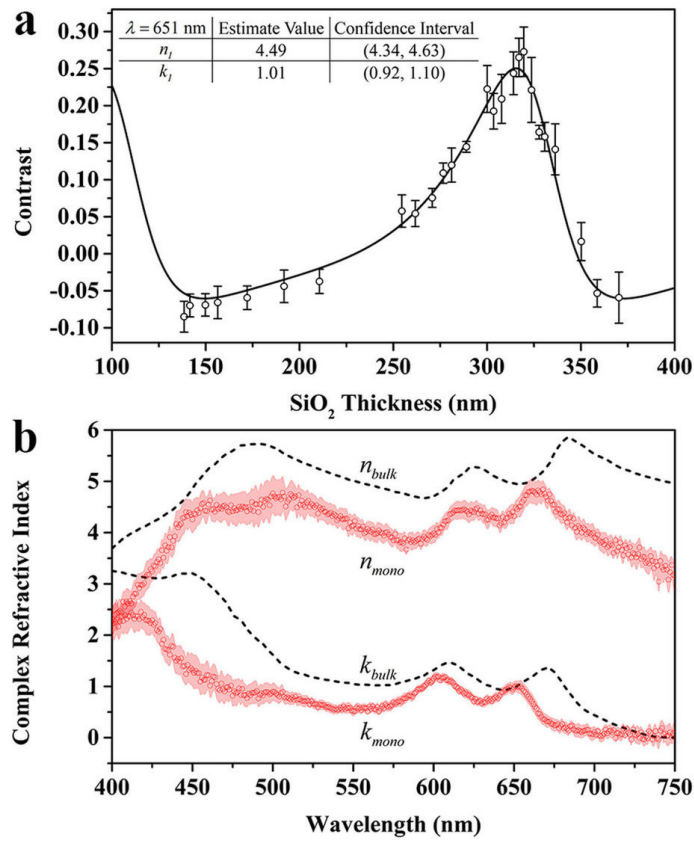 a
λ = 651 nm Estimate Value Confidence Interval
n1 4.49 (4.34, 4.63)
k1 1.01 (0.92, 1.10)
0.30
0.25
0.20
0.15
0.10
0.05
0.00
-0.05
-0.10
Contrast
100 150 200 250 300 350 400
SiO2 Thickness (nm)
b
6
5
4
3
2
1
0
Complex Refractive Index
nbulk
nmono
kbulk
kmono
400 450 500 550 600 650 700 750
Wavelength (nm)